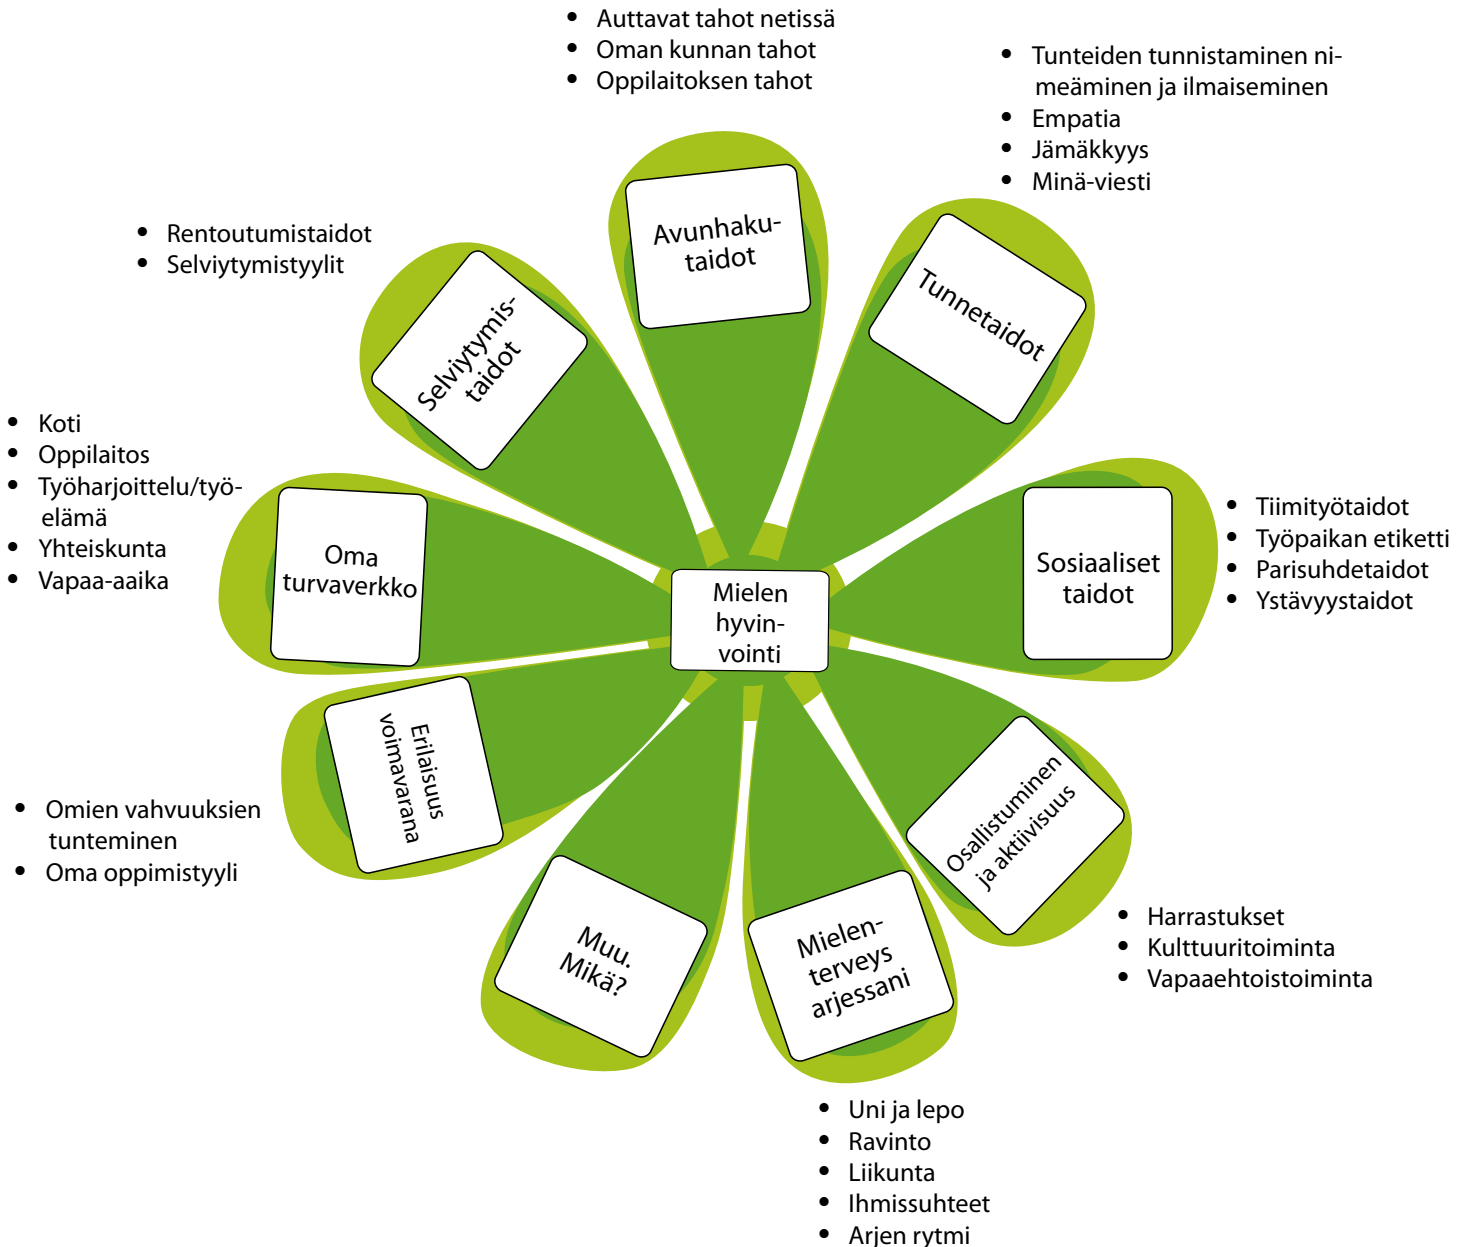 • Auttavat tahot netissä
• Oman kunnan tahot
• Oppilaitoksen tahot
• Tunteiden tunnistaminen ni-
meäminen ja ilmaiseminen
• Empatia
• Jämäkkyys
• Minä-viesti
Avunhaku-
taidot
Tunnetaidot
• Rentoutumistaidot
• Selviytymistyylit
Selviytymis-
taidot
• Koti
• Oppilaitos
• Työharjoittelu/työ-
elämä
• Yhteiskunta
• Vapaa-aaika
Oma
turvaverkko
Mielen
hyvin-
vointi
Sosiaaliset
taidot
• Tiimityötaidot
• Työpaikan etiketti
• Parisuhdetaidot
• Ystävyystaidot
Erilaisuus
voimavarana
• Omien vahvuuksien
tunteminen
• Oma oppimistyyli
Osallistuminen
ja aktiivisuus
• Harrastukset
• Kulttuuritoiminta
• Vapaaehtoistoiminta
Muu.
Mikä?
Mielen-
terveys
arjessani
• Uni ja lepo
• Ravinto
• Liikunta
• Ihmissuhteet
• Arjen rytmi